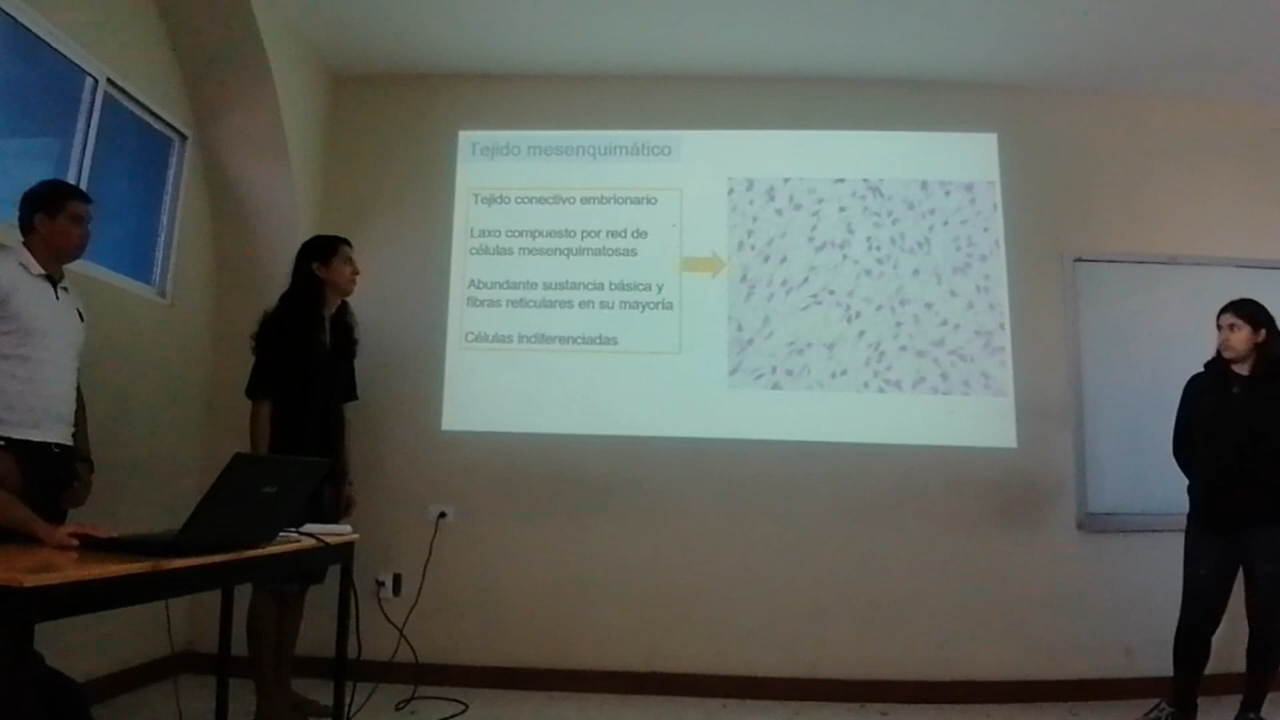 Tejido mesenquimático
Tejido conectivo embrionario
Laxo compuesto por red de
células mesenquimatosas
Abundante sustancia básica y
fibras reticulares en su mayoría
Células indiferenciadas